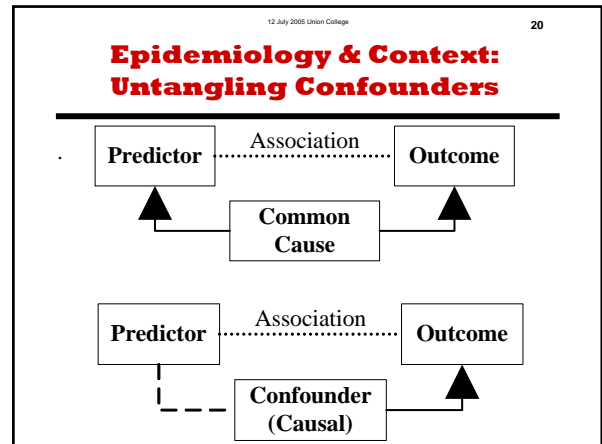 12 July 2005 Union College
20
Epidemiology & Context:
Untangling Confounders
.
Predictor
Association
Outcome
Common
Cause
Predictor
Association
Outcome
Confounder
(Causal)